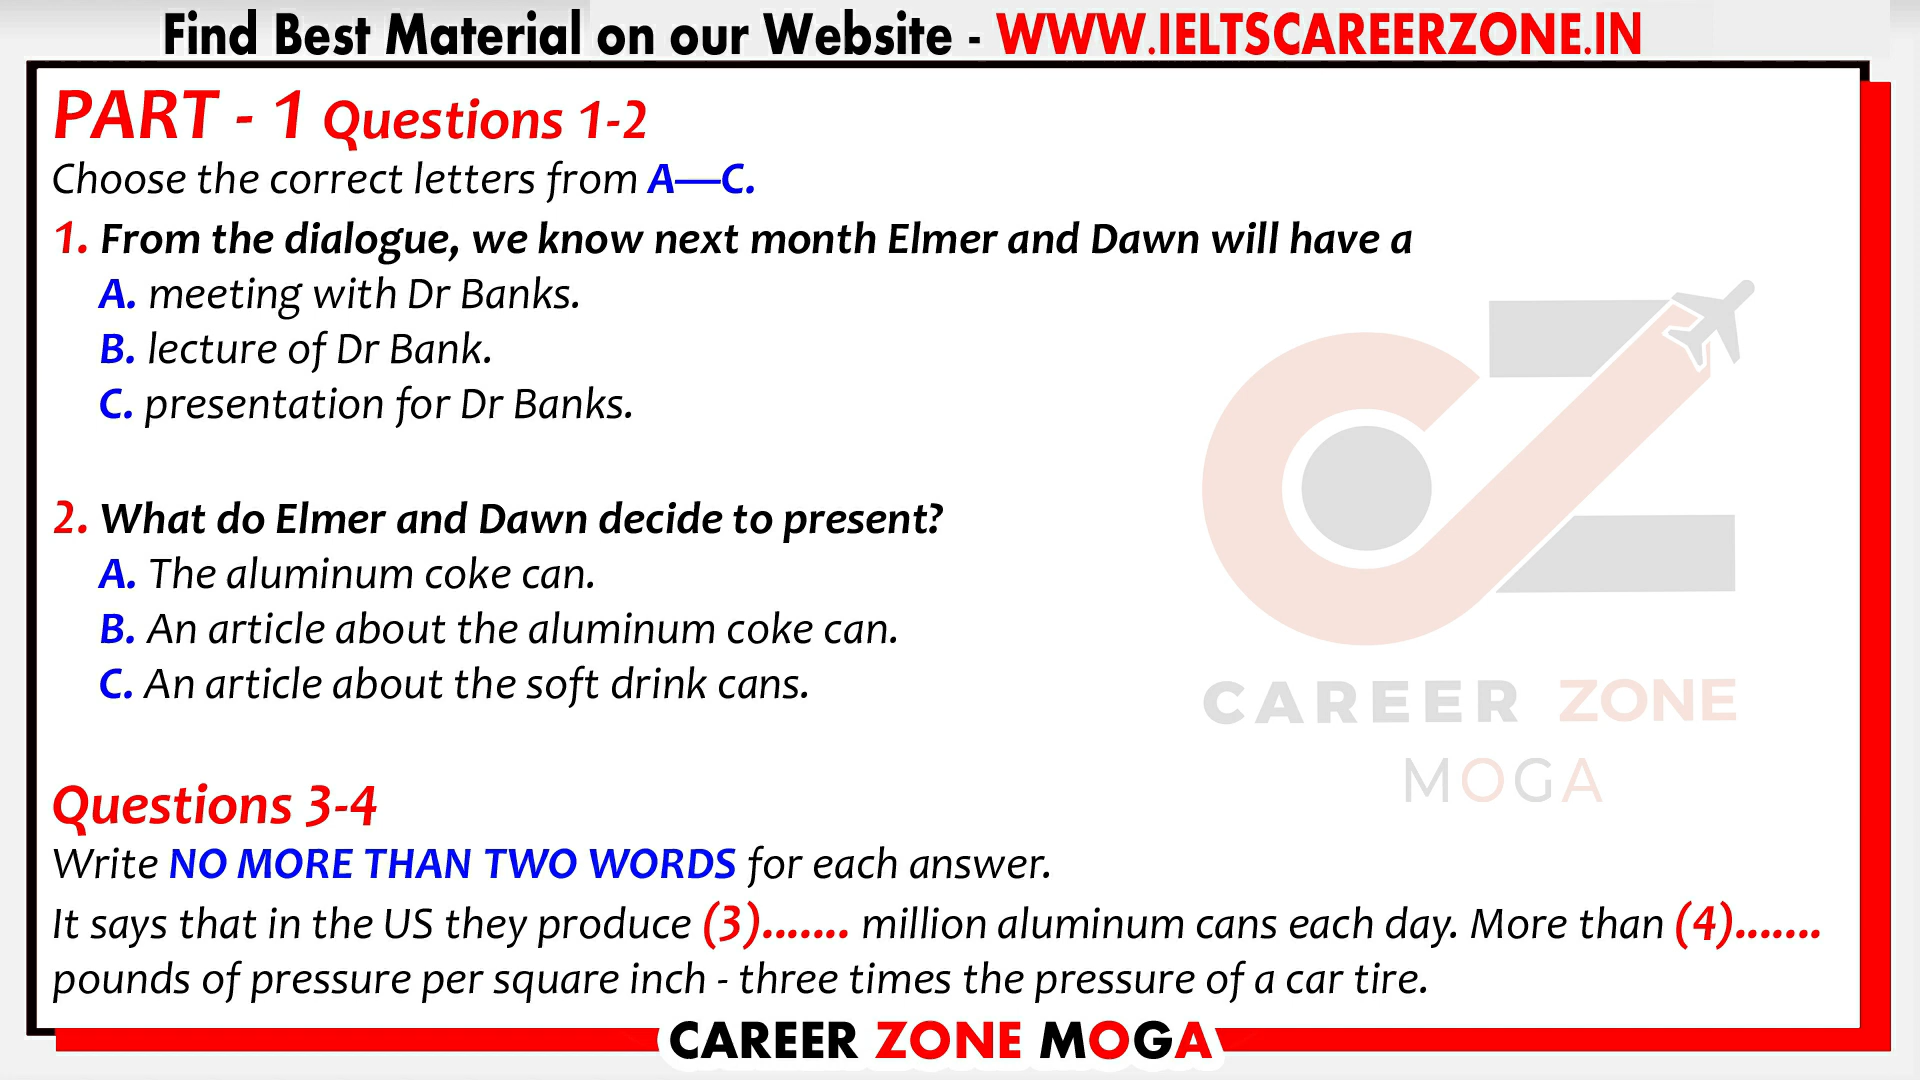 Find Best Material on our Website - WWW.IELTSCAREERZONE.IN
PART - 1 Questions 1-2
Choose the correct letters from A—C.
1. From the dialogue, we know next month Elmer and Dawn will have a
A. meeting with Dr Banks.
B. lecture of Dr Bank.
C. presentation for Dr Banks.
2. What do Elmer and Dawn decide to present?
A. The aluminum coke can.
B. An article about the aluminum coke can.
C. An article about the soft drink cans.
CAREER ZONE
MOGA
Questions 3-4
Write NO MORE THAN TWO WORDS for each answer.
It says that in the US they produce (3)....... million aluminum cans each day. More than (4).......
pounds of pressure per square inch - three times the pressure of a car tire.
CAREER ZONE MOGA